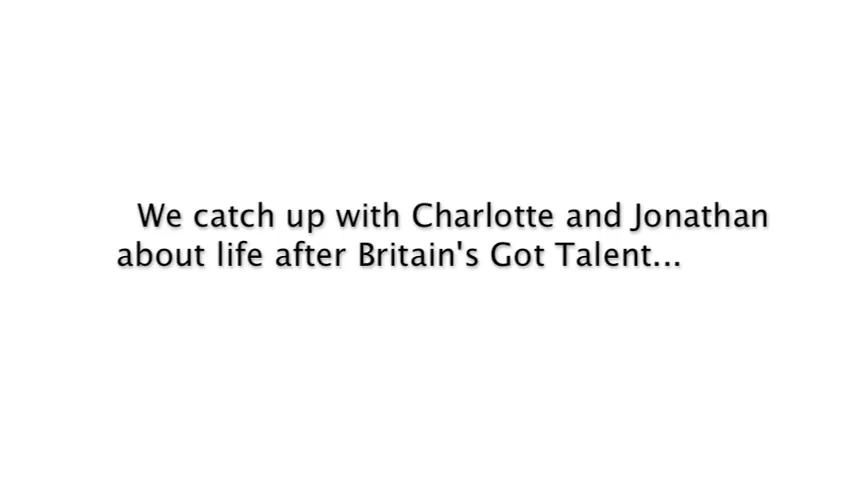 We catch up with Charlotte and Jonathan
about life after Britain's Got Talent...